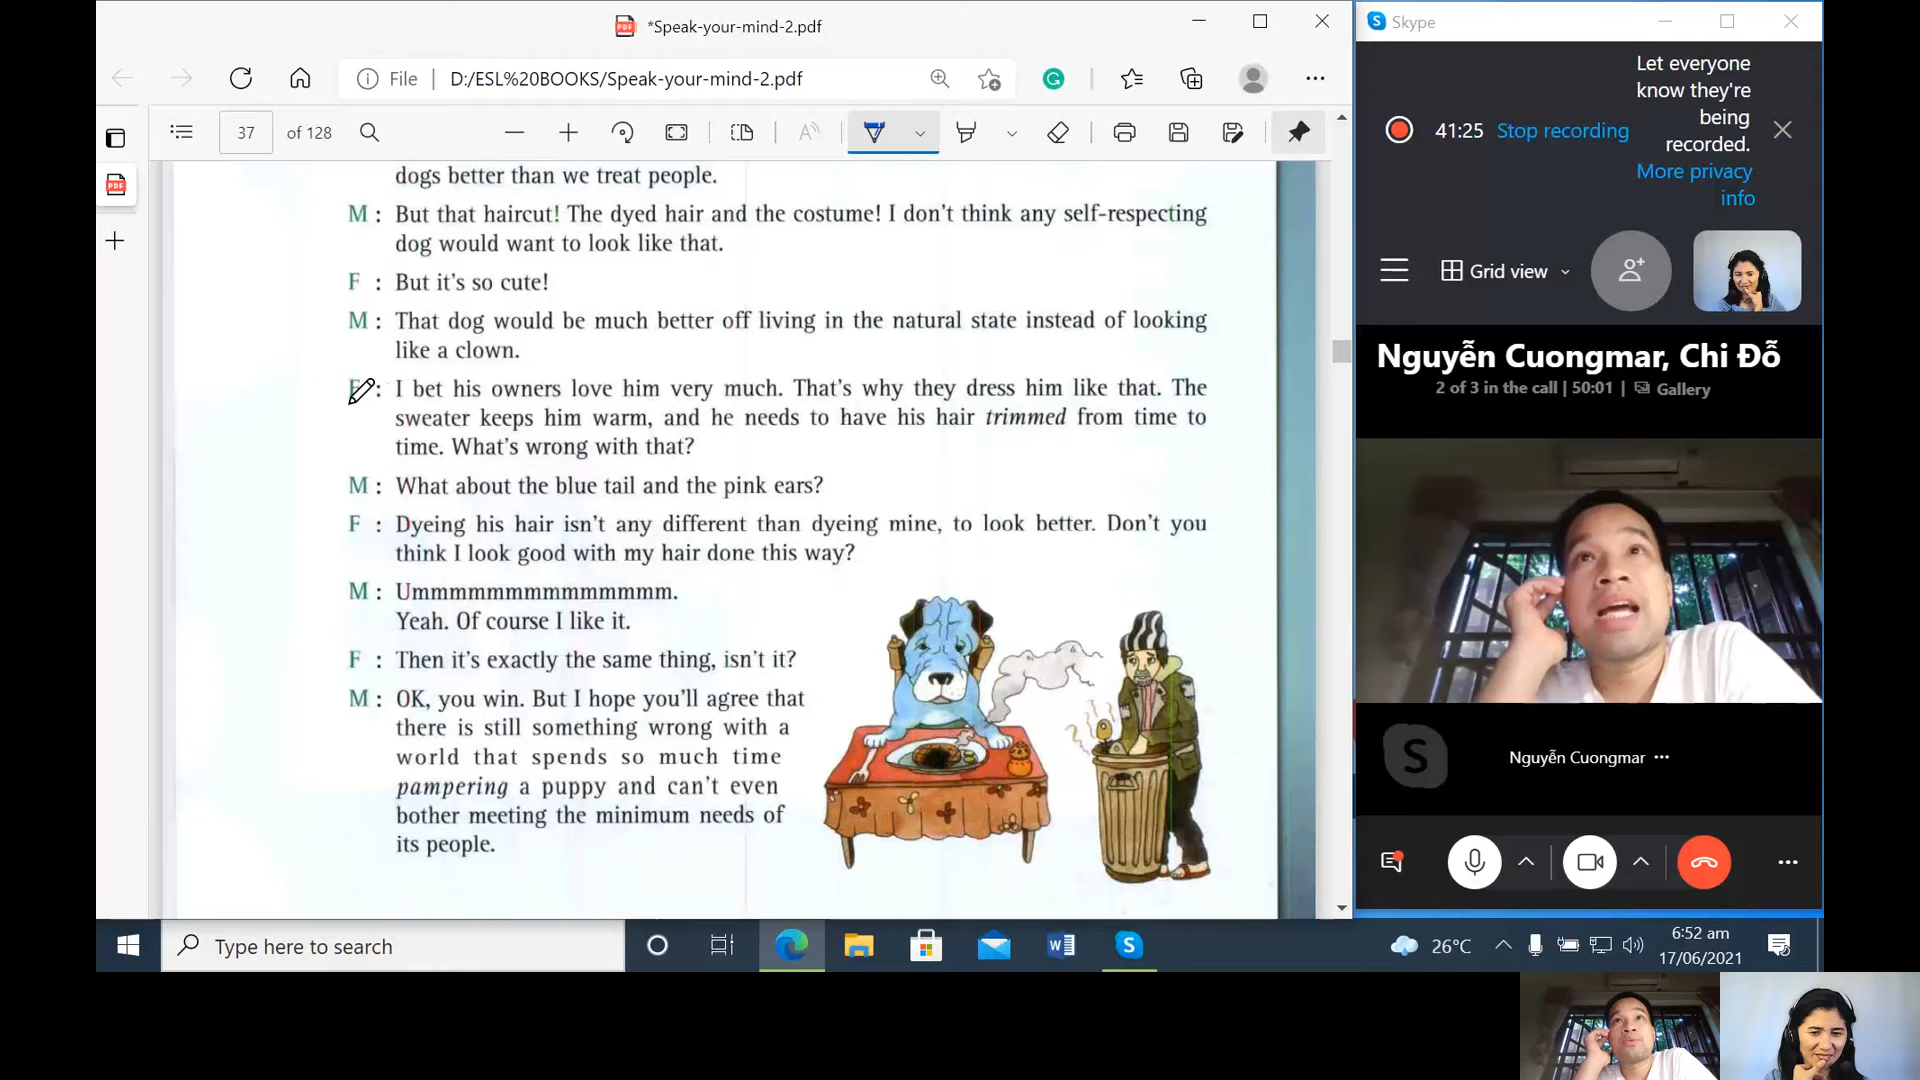 *Speak-your-mind-2.pdf
File
D:/ESL%20BOOKS/Speak-your-mind-2.pdf
37
of 128
dogs better than we treat people.
M : But that haircut! The dyed hair and the costume! I don't think any self-respecting
dog would want to look like that.
F : But it's so cute!
M : That dog would be much better off living in the natural state instead of looking
like a clown.
F : I bet his owners love him very much. That's why they dress him like that. The
sweater keeps him warm, and he needs to have his hair trimmed from time to
time. What's wrong with that?
M : What about the blue tail and the pink ears?
F : Dyeing his hair isn't any different than dyeing mine, to look better. Don't you
think I look good with my hair done this way?
M : Ummmmmmmmmmmmmm.
Yeah. Of course I like it.
F : Then it's exactly the same thing, isn't it?
M : OK, you win. But I hope you'll agree that
there is still something wrong with a
world that spends so much time
pampering a puppy and can't even
bother meeting the minimum needs of
its people.
Skype
41:25 Stop recording
Let everyone
know they're
being
recorded.
More privacy
info
Grid view
Nguyễn Cuongmar, Chi Đỗ
2 of 3 in the call | 50:01 | Gallery
Nguyễn Cuongmar
Type here to search
26°C
6:52 am
17/06/2021